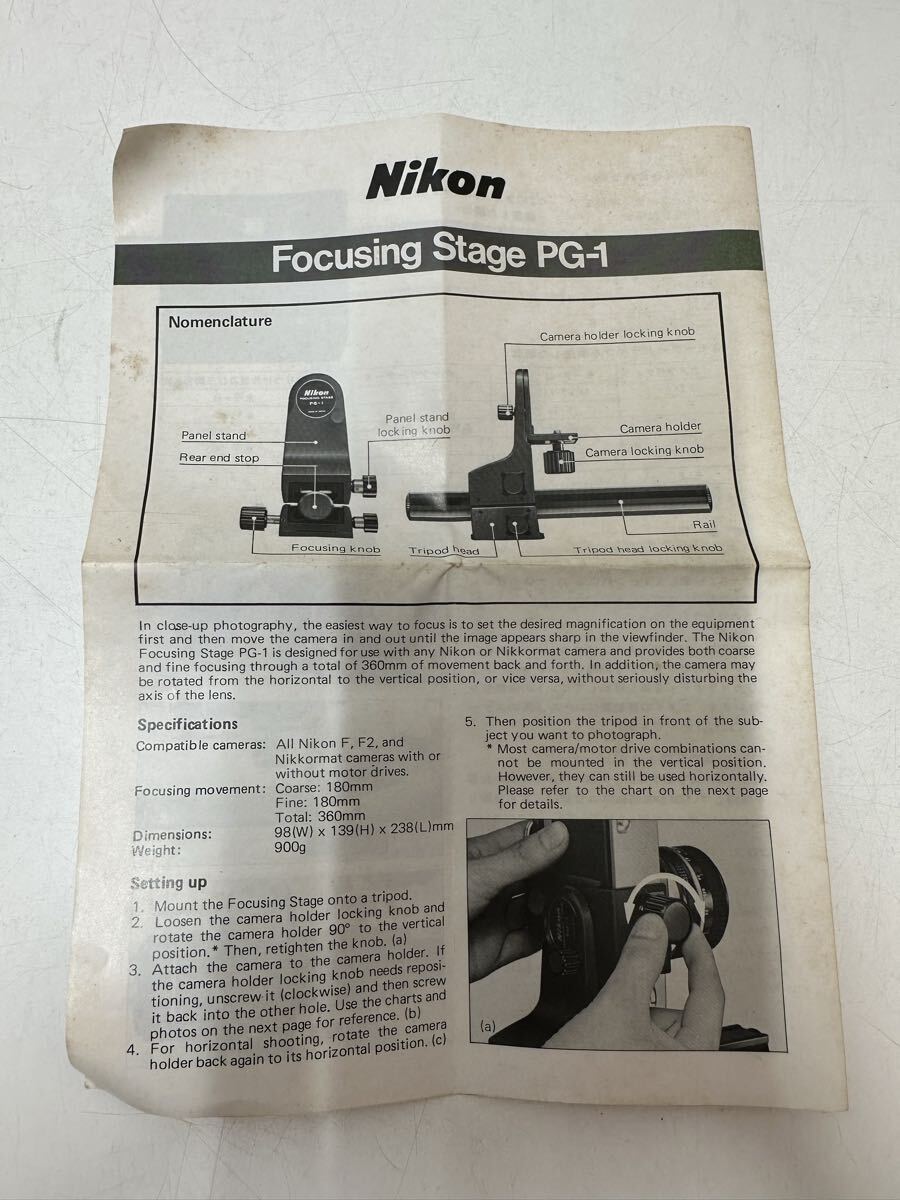 Nikon
Focusing Stage PG-1
Nomenclature
Camera holder locking knob
Nikon
FOCUSING STAGE
PG-1
Panel stand
locking knob
Panel stand
Rear end stop
Camera holder
Camera locking knob
Rail
Focusing knob
Tripod head
Tripod head locking knob
In close-up photography, the easiest way to focus is to set the desired magnification on the equipment
first and then move the camera in and out until the image appears sharp in the viewfinder. The Nikon
Focusing Stage PG-1 is designed for use with any Nikon or Nikkormat camera and provides both coarse
and fine focusing through a total of 360mm of movement back and forth. In addition, the camera may
be rotated from the horizontal to the vertical position, or vice versa, without seriously disturbing the
axis of the lens.
Specifications
Compatible cameras: All Nikon F, F2, and
Nikkormat cameras with or
without motor drives.
Focusing movement: Coarse: 180mm
Fine: 180mm
Total: 360mm
Dimensions: 98(W) x 139(H) x 238(L)mm
Weight: 900g
Setting up
1. Mount the Focusing Stage onto a tripod.
2. Loosen the camera holder locking knob and
rotate the camera holder 90° to the vertical
position.* Then, retighten the knob. (a)
3. Attach the camera to the camera holder. If
the camera holder locking knob needs reposi-
tioning, unscrew it (clockwise) and then screw
it back into the other hole. Use the charts and
photos on the next page for reference. (b)
4. For horizontal shooting, rotate the camera
holder back again to its horizontal position. (c)
5. Then position the tripod in front of the sub-
ject you want to photograph.
* Most camera/motor drive combinations can-
not be mounted in the vertical position.
However, they can still be used horizontally.
Please refer to the chart on the next page
for details.
(a)